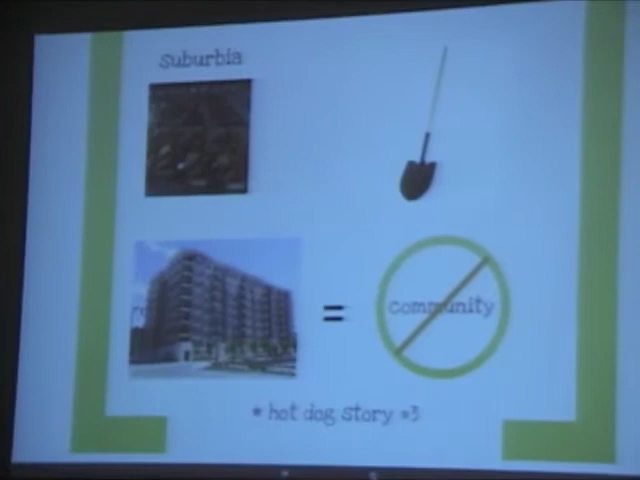 suburbia
=
community
* hot dog story #3